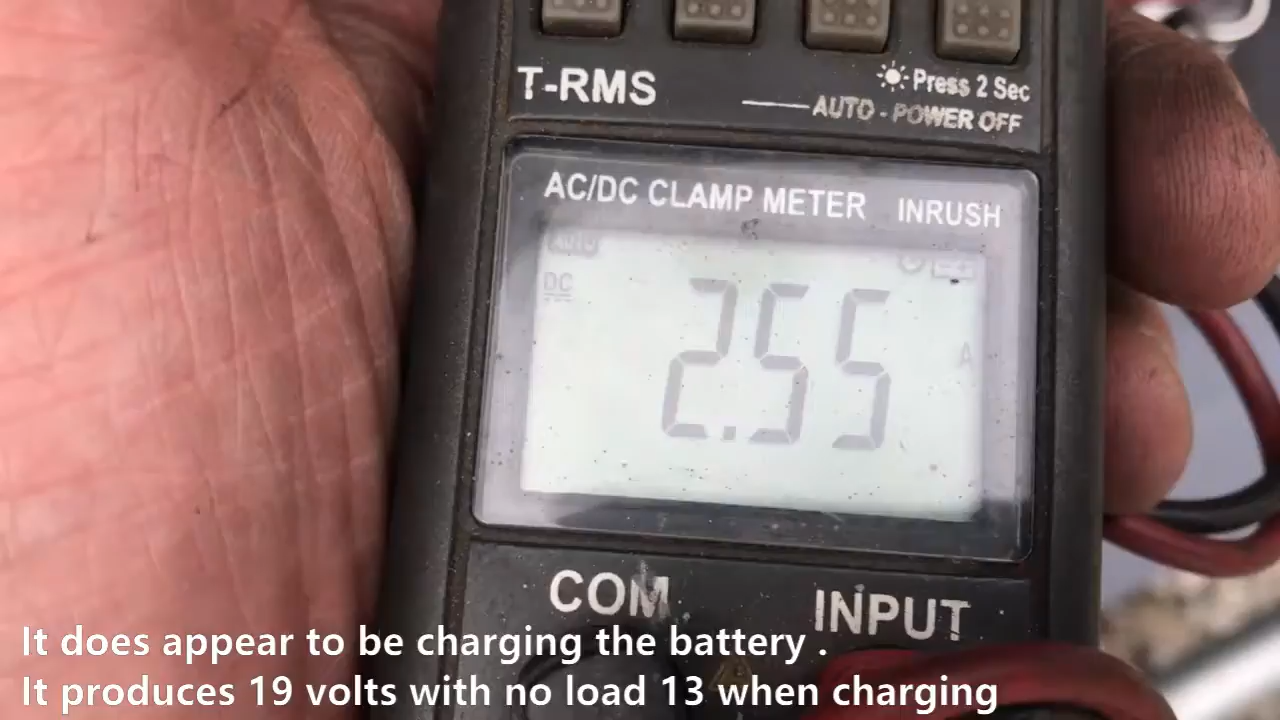 T-RMS
Press 2 Sec
AUTO - POWER OFF
AC/DC CLAMP METER INRUSH
AUTO
DC
2.55
A
COM
INPUT
It does appear to be charging the battery .
It produces 19 volts with no load 13 when charging